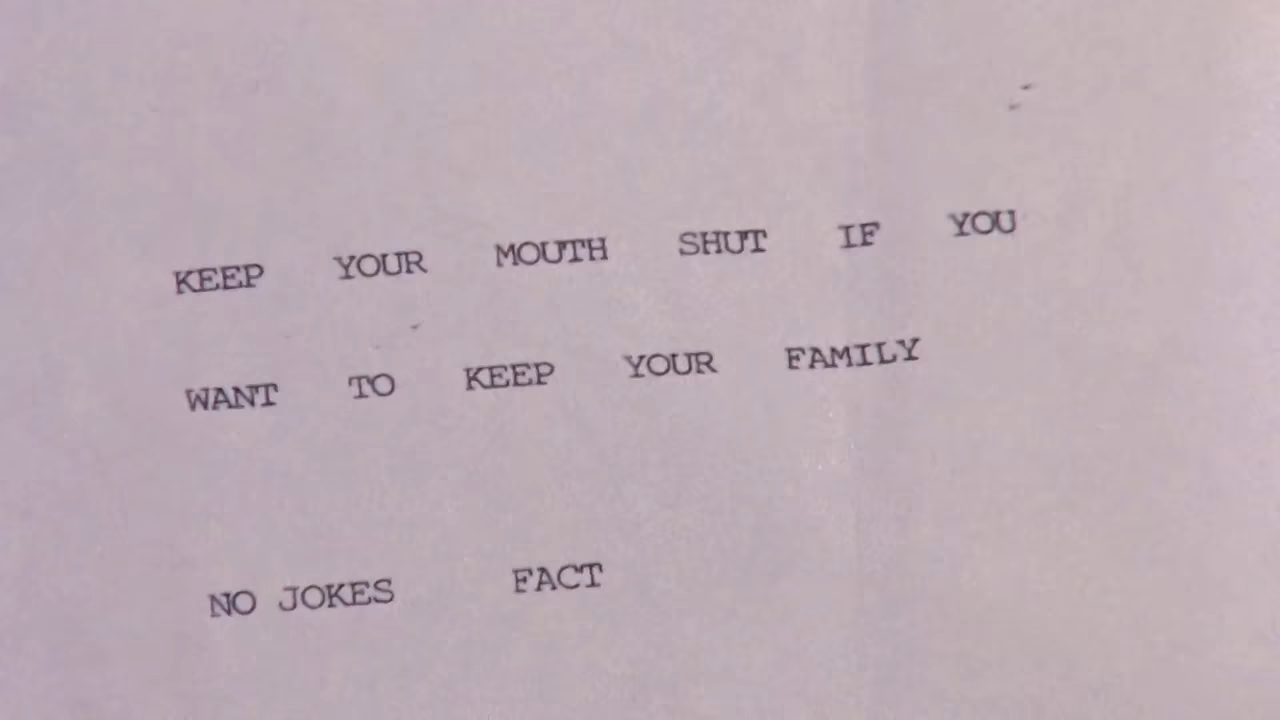 KEEP YOUR MOUTH SHUT IF YOU
WANT TO KEEP YOUR FAMILY
NO JOKES FACT